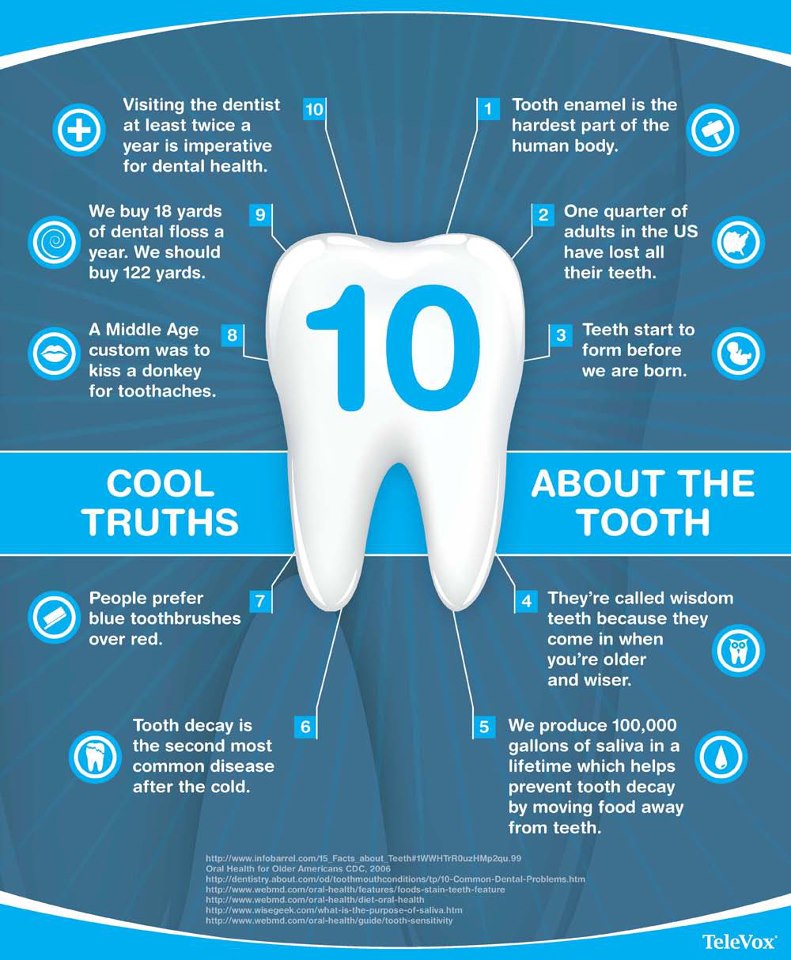 10
Visiting the dentist
at least twice a
year is imperative
for dental health.
1
Tooth enamel is the
hardest part of the
human body.
9
We buy 18 yards
of dental floss a
year. We should
buy 122 yards.
2
One quarter of
adults in the US
have lost all
their teeth.
8
A Middle Age
custom was to
kiss a donkey
for toothaches.
3
Teeth start to
form before
we are born.
10
COOL
TRUTHS
ABOUT THE
TOOTH
7
People prefer
blue toothbrushes
over red.
4
They're called wisdom
teeth because they
come in when
you're older
and wiser.
6
Tooth decay is
the second most
common disease
after the cold.
5
We produce 100,000
gallons of saliva in a
lifetime which helps
prevent tooth decay
by moving food away
from teeth.
http://www.infobarrel.com/15_Facts_about_Teeth#1WWHTrR0uzHMp2qu.99
Oral Health for Older Americans CDC, 2006
http://dentistry.about.com/od/toothmouthconditions/tp/10-Common-Dental-Problems.htm
http://www.webmd.com/oral-health/features/foods-stain-teeth-feature
http://www.webmd.com/oral-health/diet-oral-health
http://www.wisegeek.com/what-is-the-purpose-of-saliva.htm
http://www.webmd.com/oral-health/guide/tooth-sensitivity
TeleVox